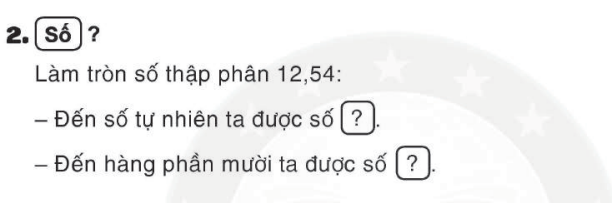 2. Số ?
Làm tròn số thập phân 12,54:
– Đến số tự nhiên ta được số ?.
– Đến hàng phần mười ta được số ?.